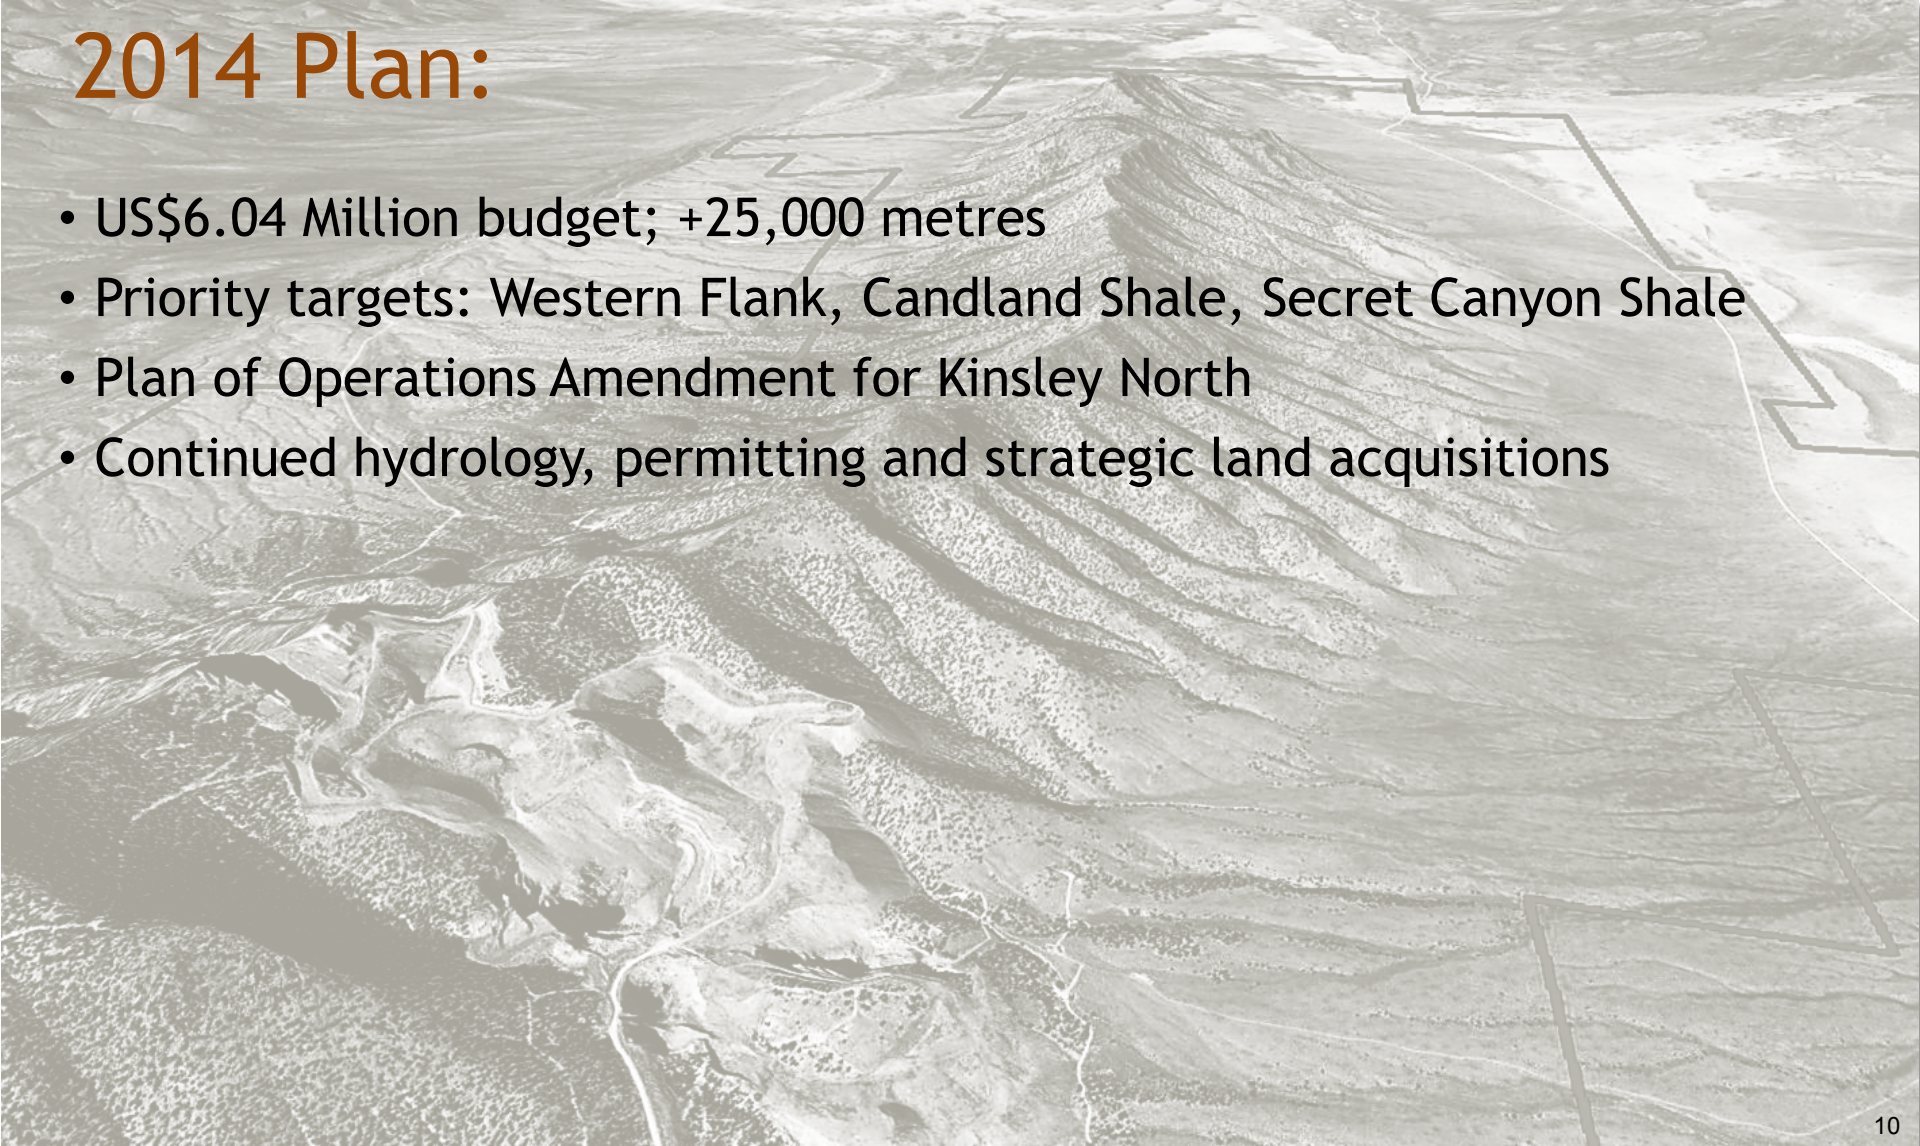 2014 Plan:
• US$6.04 Million budget; +25,000 metres
• Priority targets: Western Flank, Candland Shale, Secret Canyon Shale
• Plan of Operations Amendment for Kinsley North
• Continued hydrology, permitting and strategic land acquisitions
10